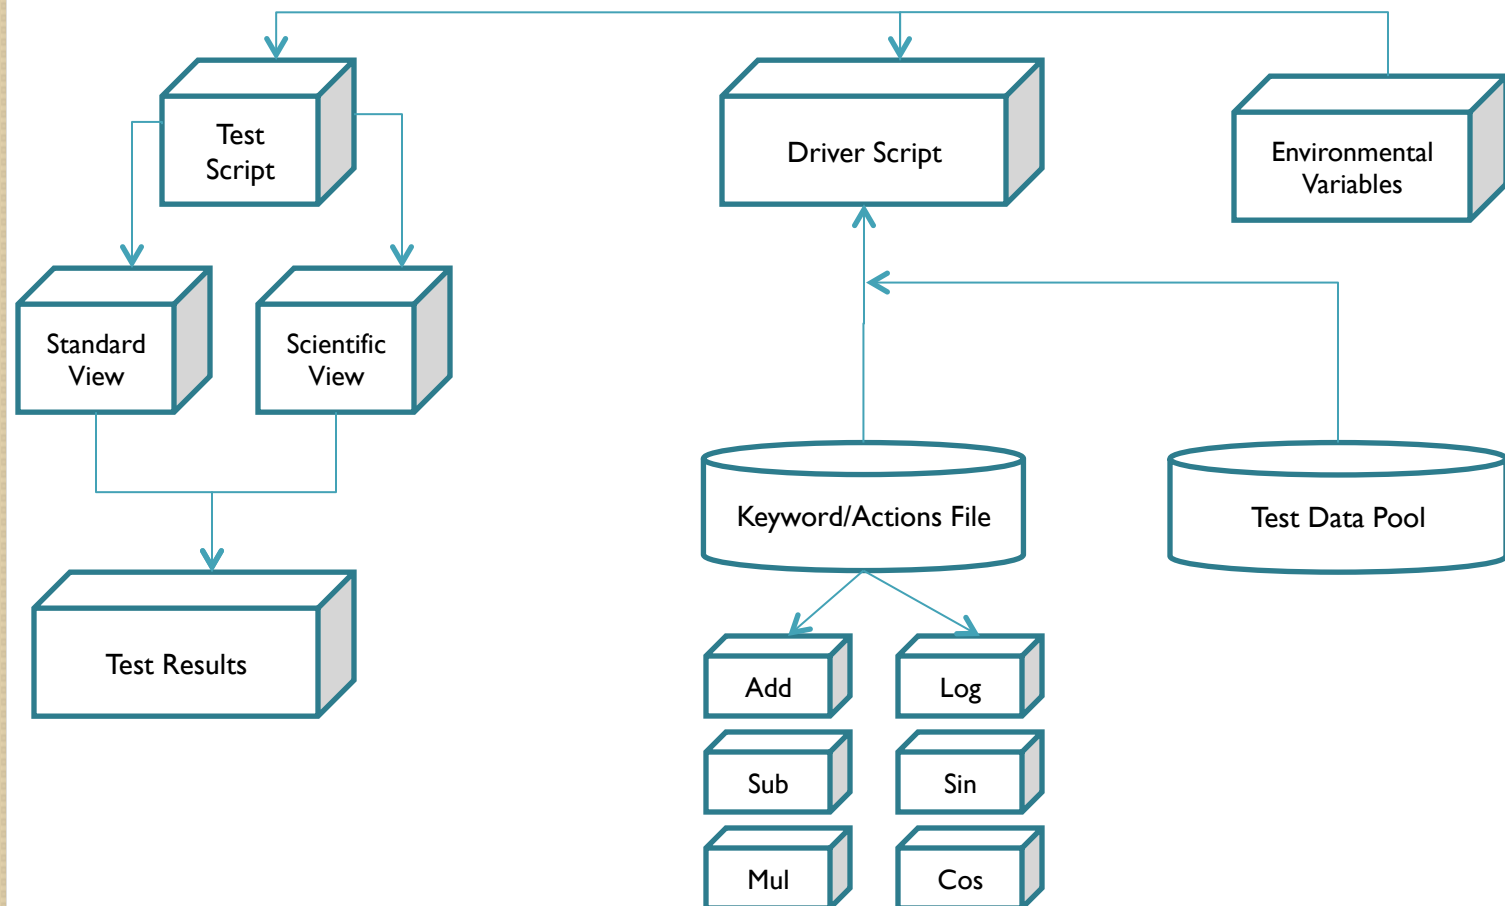 Test
Script
Driver Script
Environmental
Variables
Standard
View
Scientific
View
Keyword/Actions File
Test Data Pool
Test Results
Add
Log
Sub
Sin
Mul
Cos